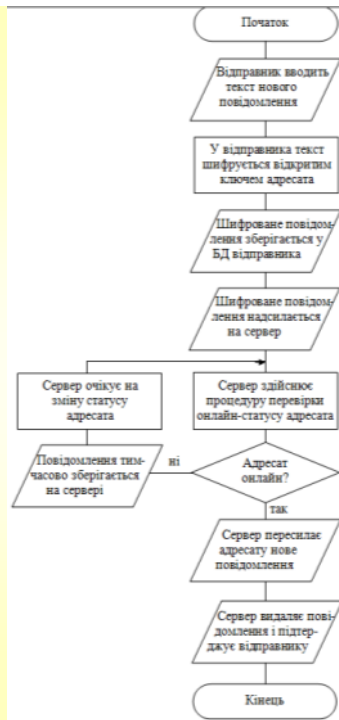 Початок
Відправник вводить
текст нового
повідомлення
У відправника текст
шифрується відкритим
ключем адресата
Шифроване повідом-
лення зберігається у
БД відправника
Шифроване повідом-
лення надсилається
на сервер
Сервер очікує на
зміну статусу
адресата
Сервер здійснює
процедуру перевірки
онлайн-статусу адресата
Повідомлення тим-
часово зберігається
на сервері
ні
Адресат
онлайн?
так
Сервер пересилає
адресату нове
повідомлення
Сервер видаляє пові-
домлення і підтер-
джує відправнику
Кінець